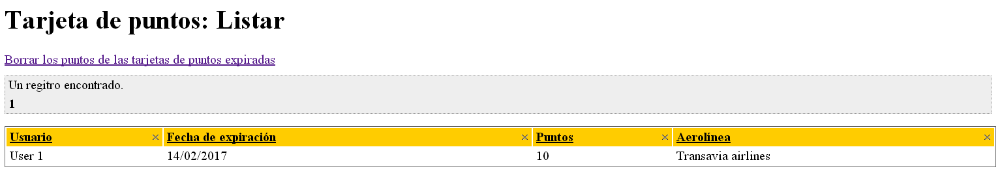 Tarjeta de puntos: Listar
Borrar los puntos de las tarjetas de puntos expiradas
Un regitro encontrado.
1
Usuario Fecha de expiración Puntos Aerolínea
User 1 14/02/2017 10 Transavia airlines